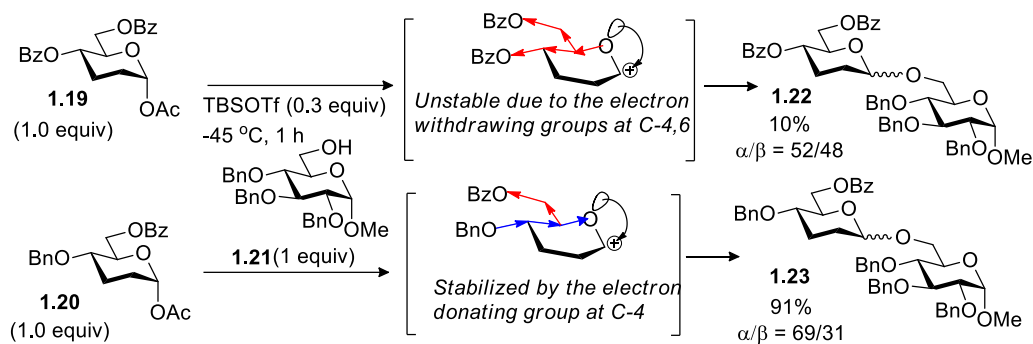 OBz
BzO
O
OAc
1.19
(1.0 equiv)
TBSOTf (0.3 equiv)
-45 °C, 1 h
OH
O
BnO
BnO
BnO
OMe
1.21 (1 equiv)
BzO
BzO
O
+
Unstable due to the electron
withdrawing groups at C-4,6
OBz
BzO
O
O
1.22
10%
α/β = 52/48
BnO
BnO
BnO
O
OMe
OBz
BnO
O
OAc
1.20
(1.0 equiv)
BzO
BnO
O
+
Stabilized by the electron
donating group at C-4
OBz
BnO
O
O
1.23
91%
α/β = 69/31
BnO
BnO
BnO
O
OMe